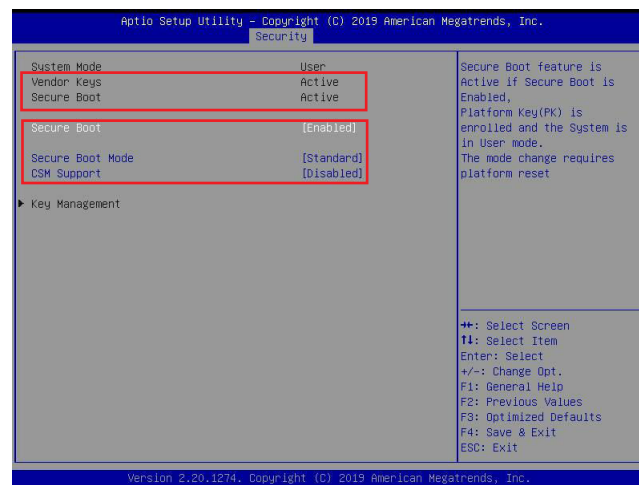 Aptio Setup Utility – Copyright (C) 2019 American Megatrends, Inc.
Security
System Mode User
Vendor Keys Active
Secure Boot Active
Secure Boot [Enabled]
Secure Boot Mode [Standard]
CSM Support [Disabled]
▶ Key Management
Secure Boot feature is
Active if Secure Boot is
Enabled,
Platform Key(PK) is
enrolled and the System is
in User mode.
The mode change requires
platform reset
→←: Select Screen
↑↓: Select Item
Enter: Select
+/-: Change Opt.
F1: General Help
F2: Previous Values
F3: Optimized Defaults
F4: Save & Exit
ESC: Exit
Version 2.20.1274. Copyright (C) 2019 American Megatrends, Inc.